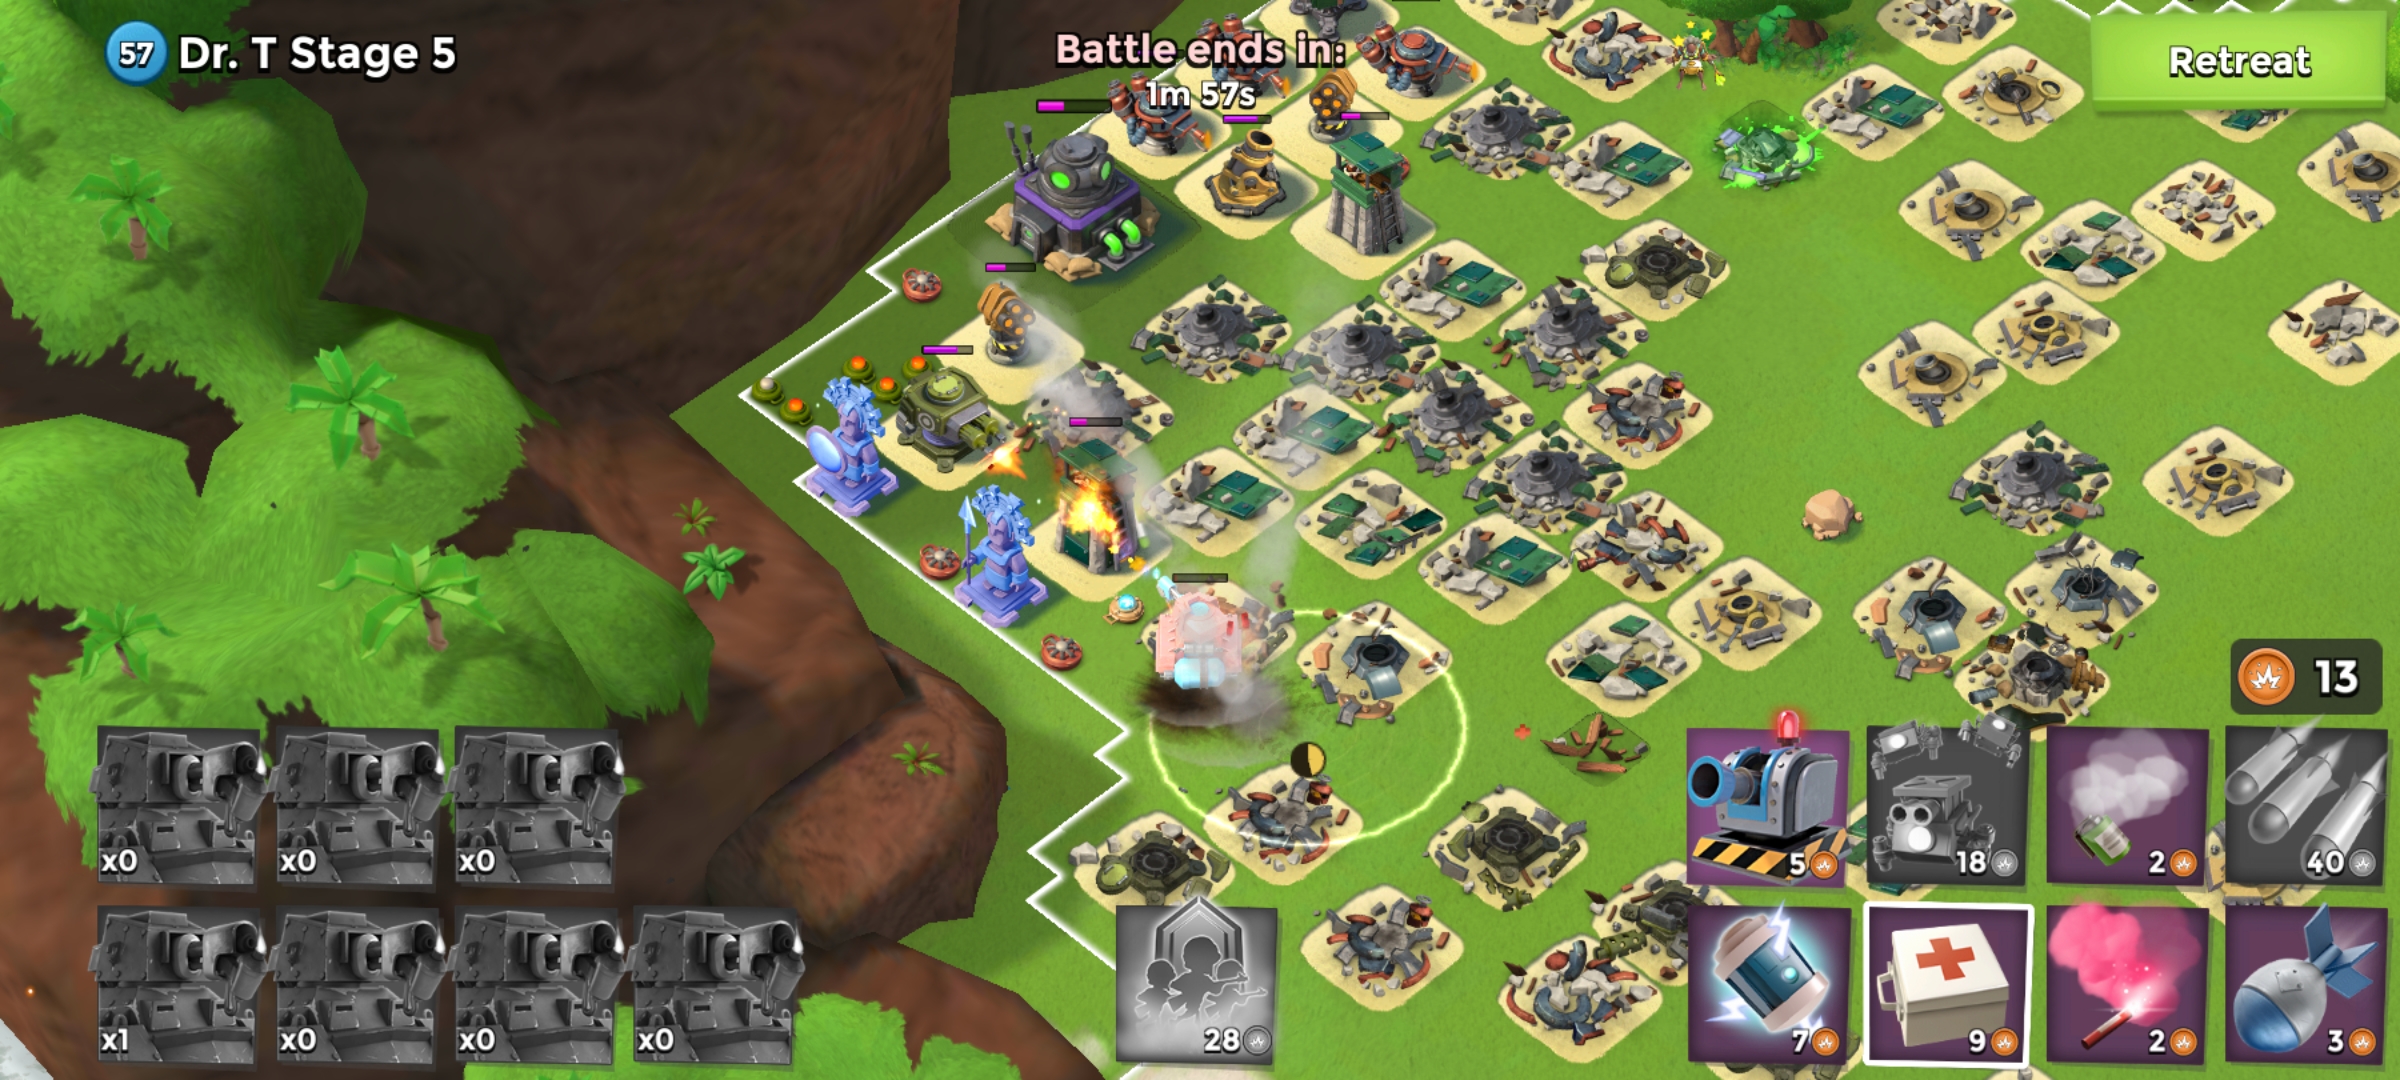 57 Dr. T Stage 5
Battle ends in:
1m 57s
Retreat
13
x0 x0 x0
5 18 2 40
x1 x0 x0 x0
28 7 9 2 3